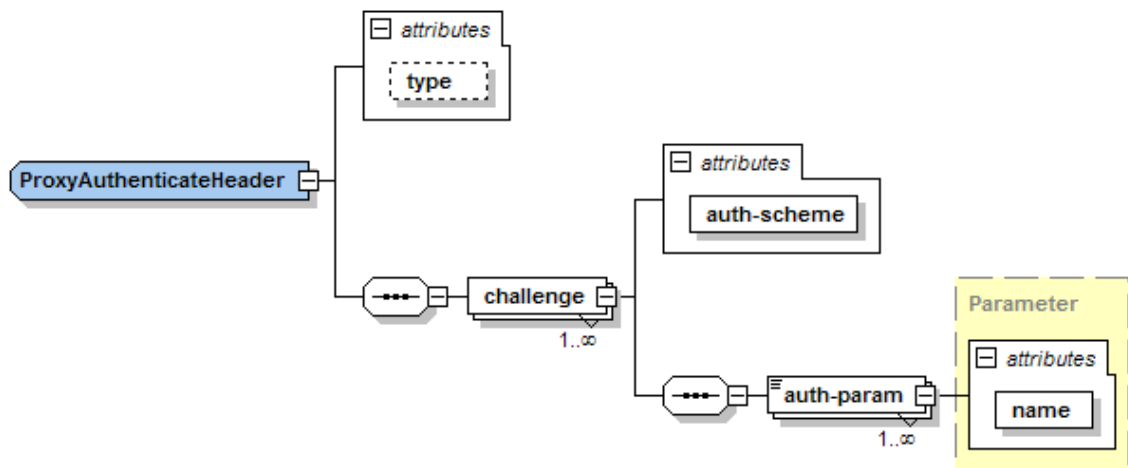 attributes
type
ProxyAuthenticateHeader
attributes
auth-scheme
challenge
1..∞
Parameter
attributes
auth-param
name
1..∞